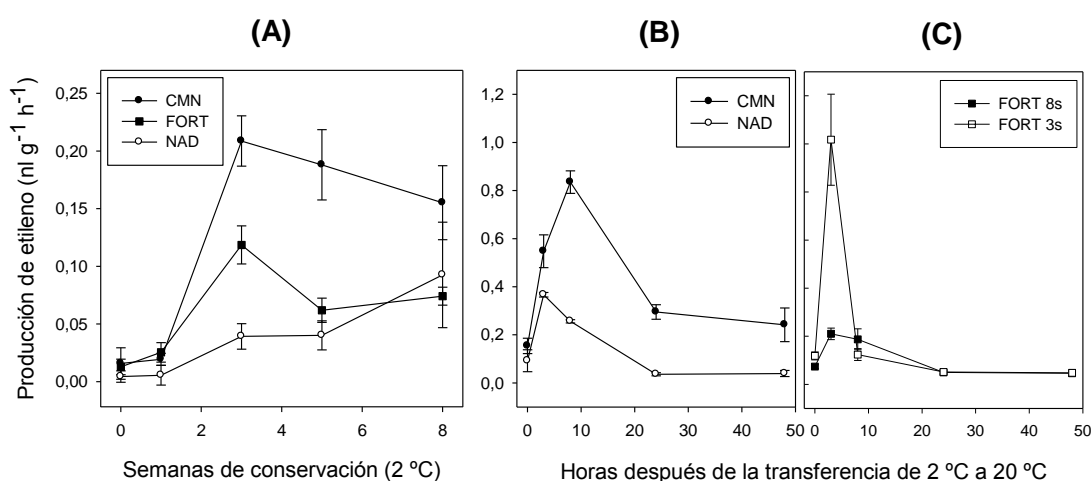 (A)
(B)
(C)
Producción de etileno (nl g⁻¹ h⁻¹)
0,25
0,20
0,15
0,10
0,05
0,00
CMN
FORT
NAD
0 2 4 6 8
Semanas de conservación (2 ºC)
1,2
1,0
0,8
0,6
0,4
0,2
0,0
CMN
NAD
0 10 20 30 40 50
FORT 8s
FORT 3s
0 10 20 30 40 50
Horas después de la transferencia de 2 ºC a 20 ºC